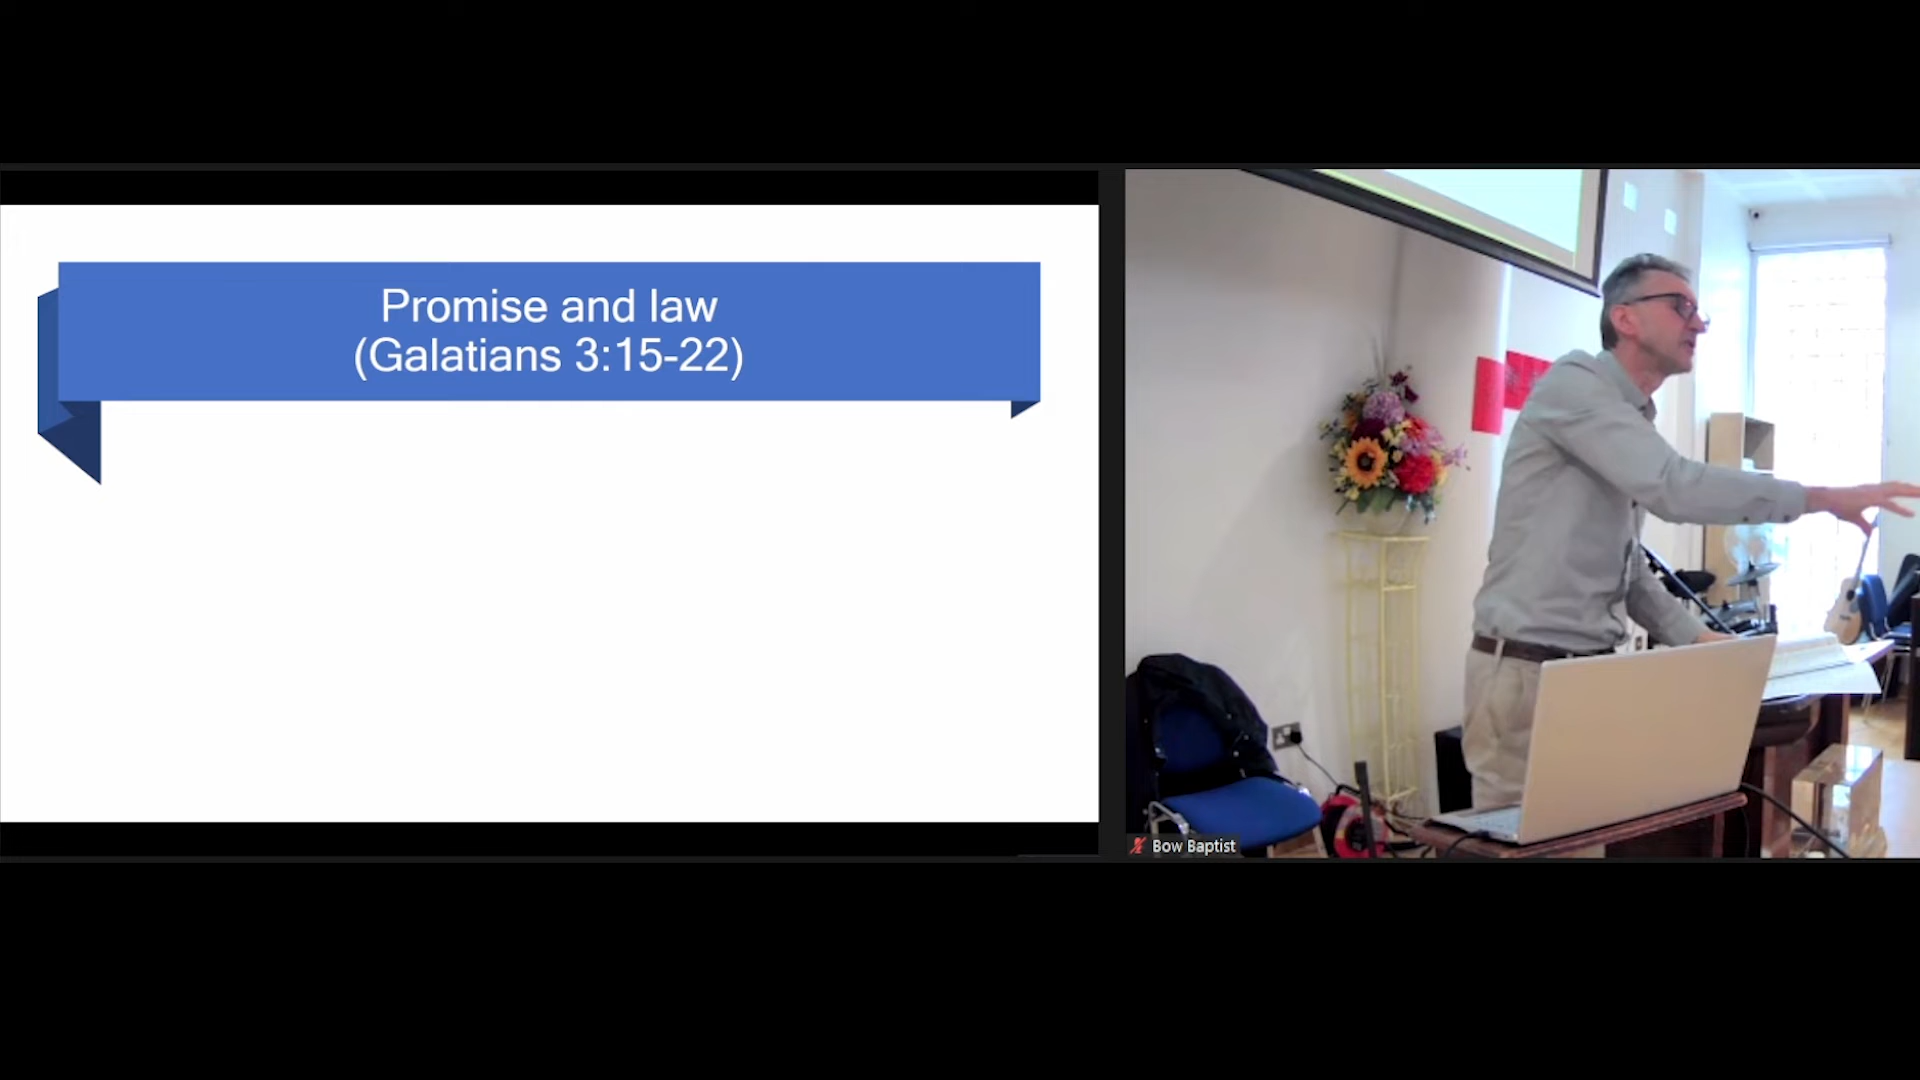 Promise and law
(Galatians 3:15-22)
Bow Baptist